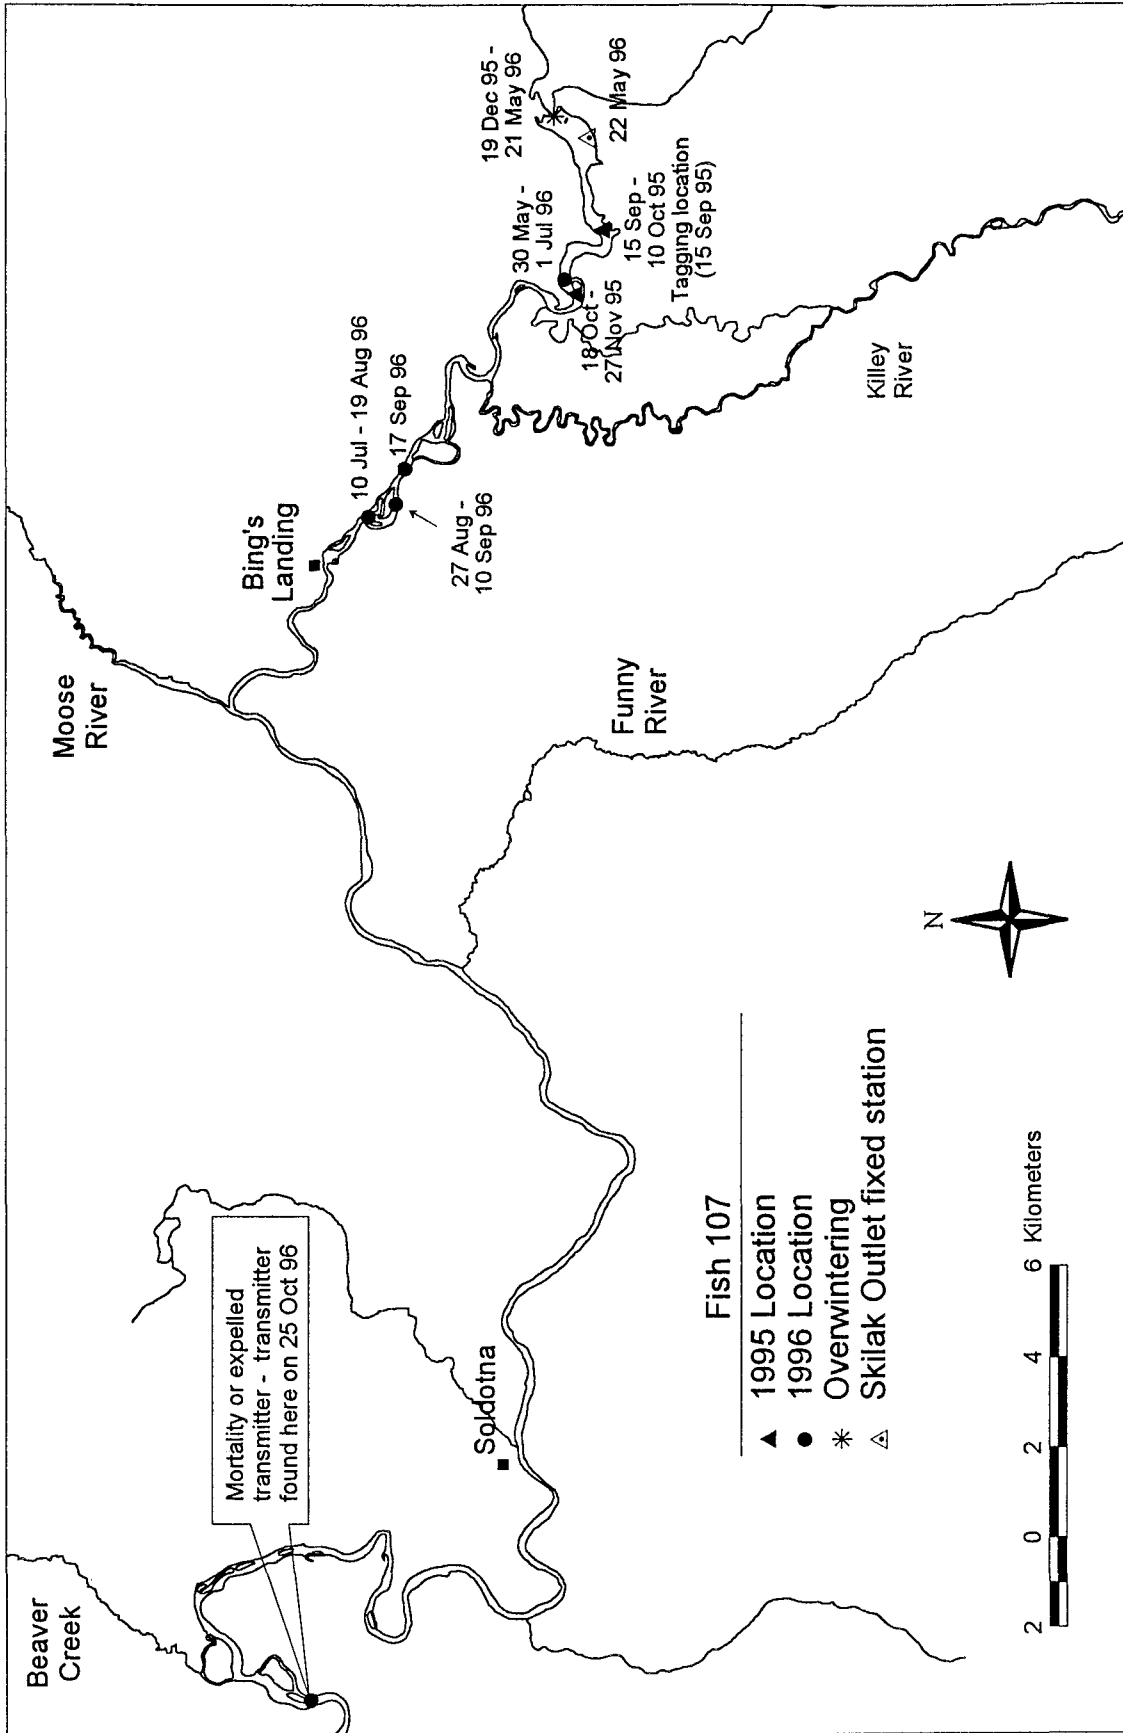 Beaver
Creek
Mortality or expelled
transmitter - transmitter
found here on 25 Oct 96
Soldotna
Moose
River
Funny
River
Bing's
Landing
10 Jul - 19 Aug 96
17 Sep 96
27 Aug -
10 Sep 96
30 May -
1 Jul 96
18 Oct -
27 Nov 95
19 Dec 95 -
21 May 96
22 May 96
15 Sep -
10 Oct 95
Tagging location
(15 Sep 95)
Killey
River
N
Fish 107
1995 Location
1996 Location
Overwintering
Skilak Outlet fixed station
2 0 2 4 6 Kilometers